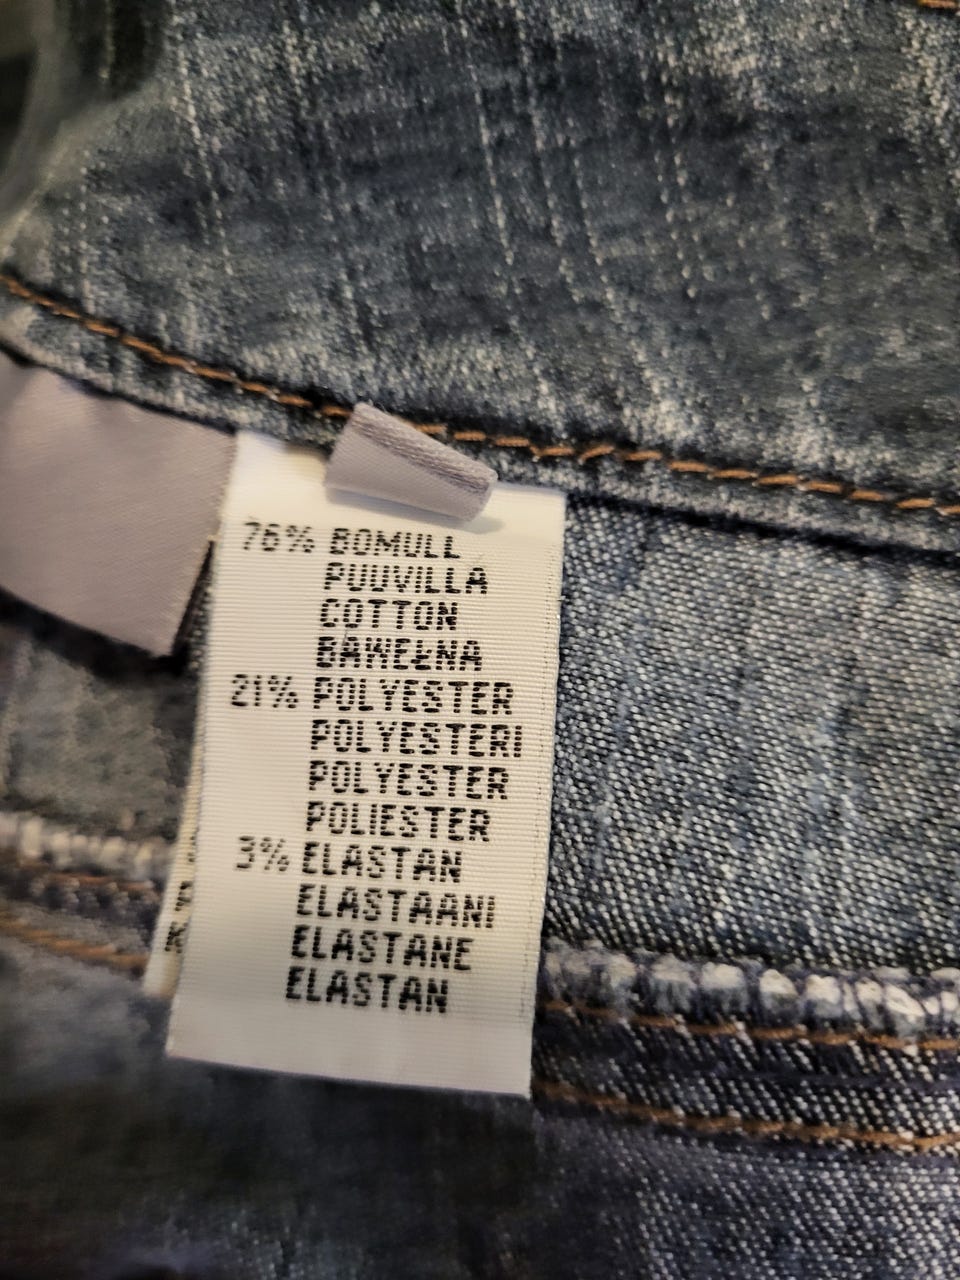 76% BOMULL
PUUVILLA
COTTON
BAWEŁNA
21% POLYESTER
POLYESTERI
POLYESTER
POLIESTER
3% ELASTAN
ELASTAANI
ELASTANE
ELASTAN